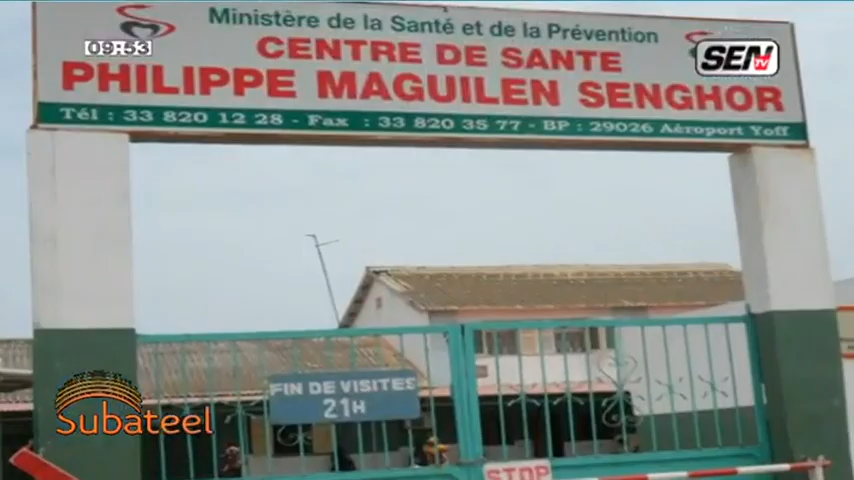 Ministère de la Santé et de la Prévention
09:53
SEN TV
CENTRE DE SANTE
PHILIPPE MAGUILEN SENGHOR
Tél : 33 820 12 28 - Fax : 33 820 35 77 - BP : 29026 Aéroport Yoff
FIN DE VISITES
21H
Subateel
STOP